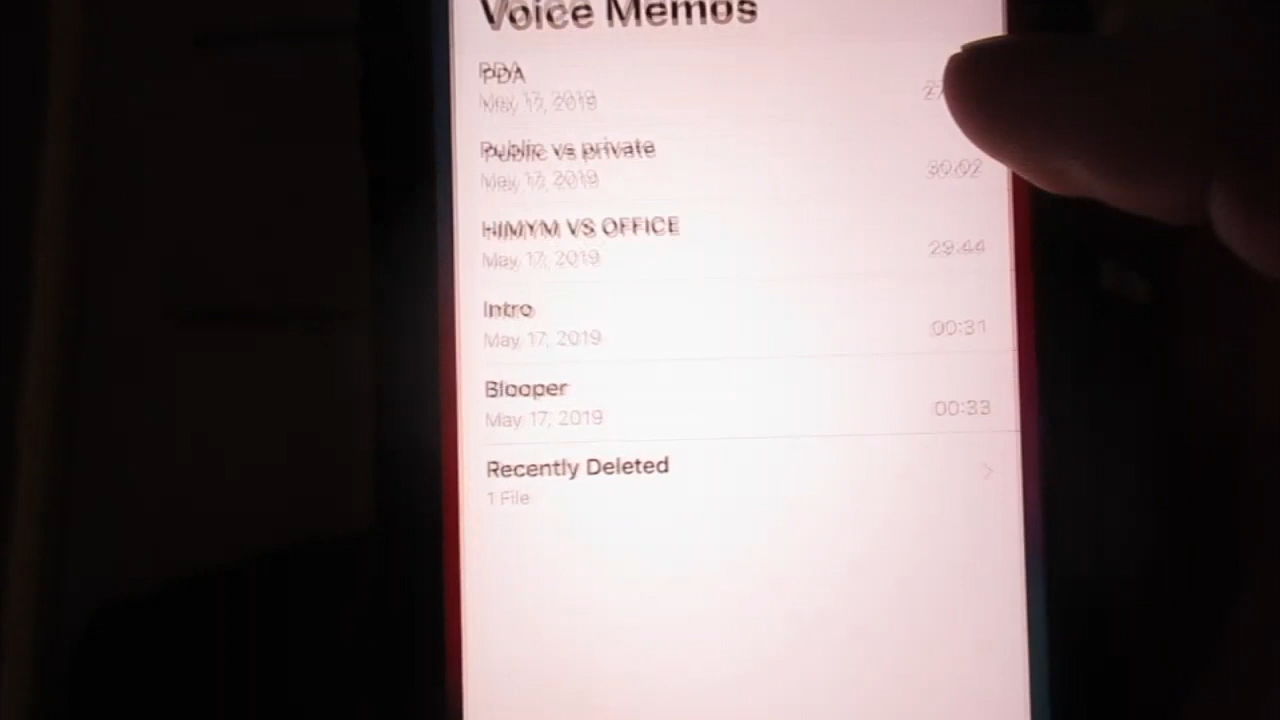 Voice Memos
PDA
May 17, 2019
27
Public vs private
May 17, 2019
30:02
HIMYM VS OFFICE
May 17, 2019
29:44
Intro
May 17, 2019
00:31
Blooper
May 17, 2019
00:33
Recently Deleted
1 File